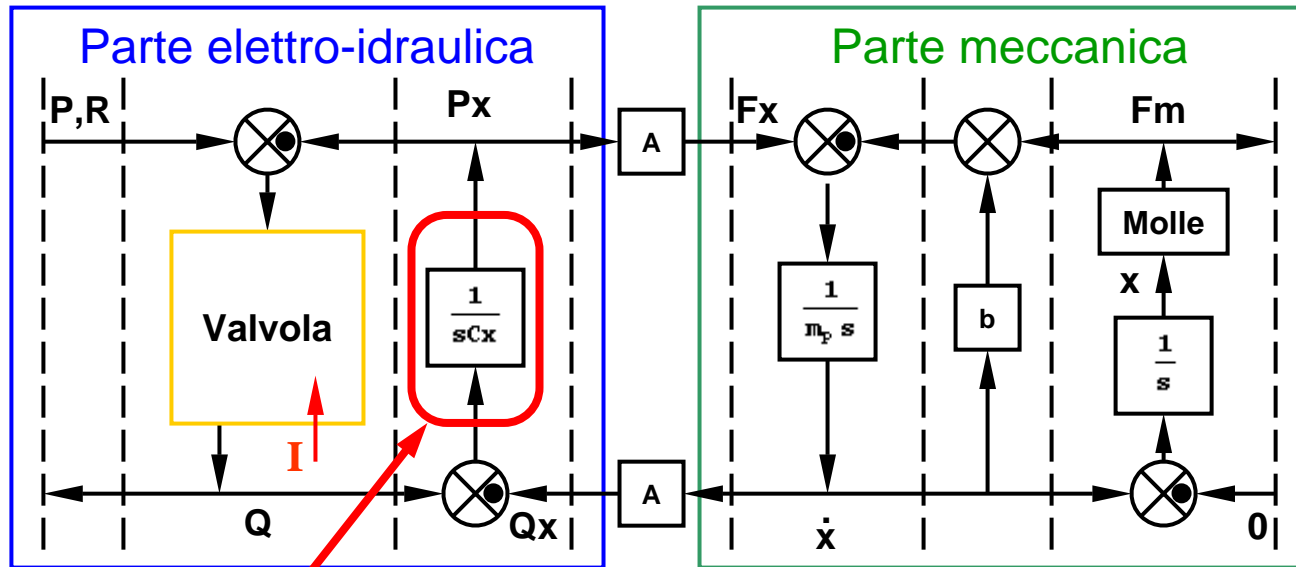 Parte elettro-idraulica
Parte meccanica
P,R
Px
A
Fx
Fm
Molle
x
Valvola
1
sCx
1
mₚ s
b
1
s
I
Q
Qx
A
ẋ
0